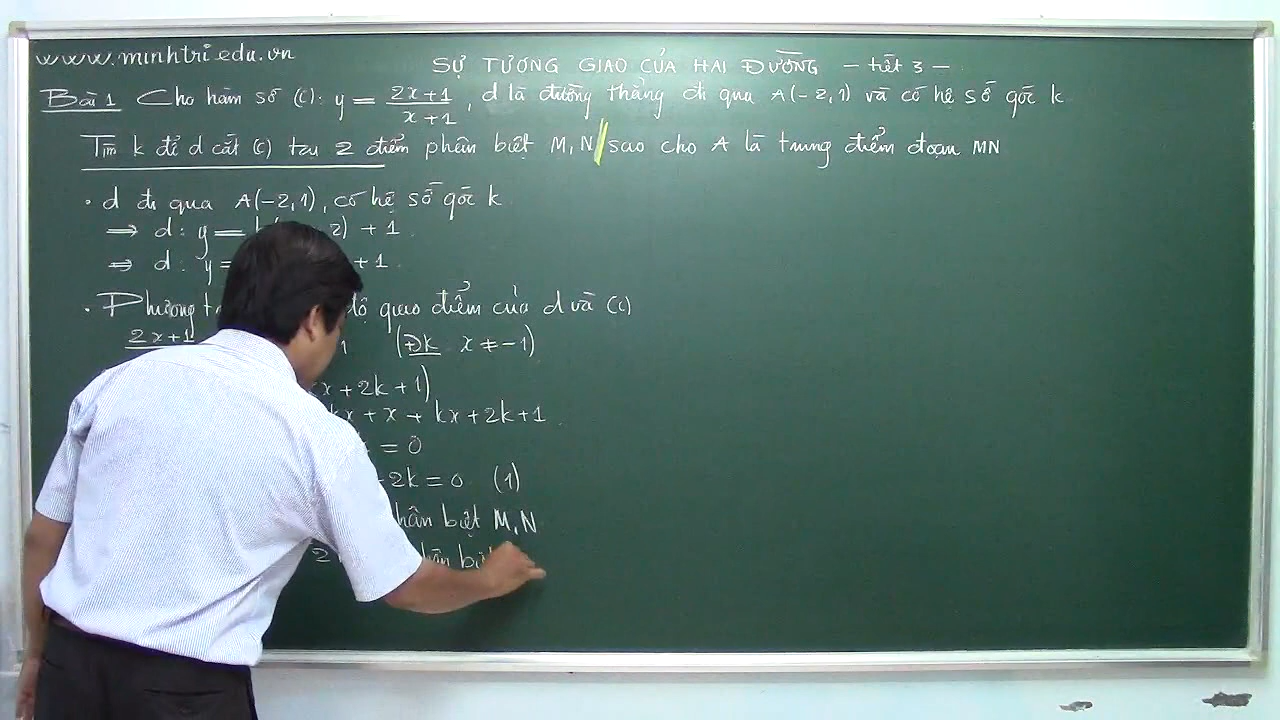 www.minhtri.edu.vn
SỰ TƯƠNG GIAO CỦA HAI ĐƯỜNG - tiết 3 -
Bài 1 Cho hàm số (C): y = (2x+1)/(x+1), d là đường thẳng đi qua A(-2,1) và có hệ số góc k
Tìm k để d cắt (C) tại 2 điểm phân biệt M,N sao cho A là trung điểm đoạn MN
• d đi qua A(-2,1), có hệ số góc k
⇒ d: y = 2) + 1
⇒ d: y = + 1
• Phương độ giao điểm của d và (C)
2x+1 1 (ĐK x ≠ -1)
x + 2k + 1)
kx + x + kx + 2k + 1
= 0
2k = 0 (1)
phân biệt M,N
2